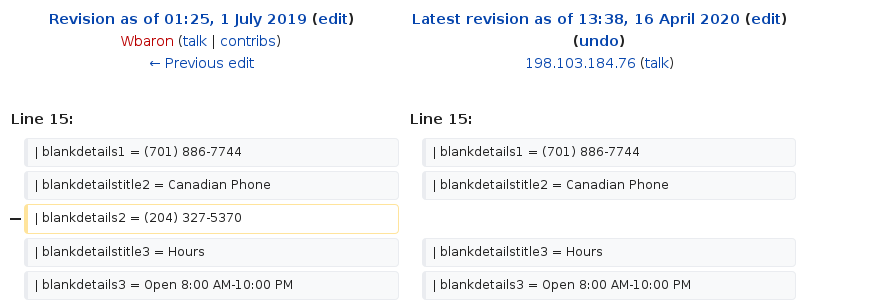 Revision as of 01:25, 1 July 2019 (edit)
Wbaron (talk | contribs)
← Previous edit
Latest revision as of 13:38, 16 April 2020 (edit)
(undo)
198.103.184.76 (talk)
Line 15:
Line 15:
| blankdetails1 = (701) 886-7744
| blankdetails1 = (701) 886-7744
| blankdetailstitle2 = Canadian Phone
| blankdetailstitle2 = Canadian Phone
− | blankdetails2 = (204) 327-5370
| blankdetailstitle3 = Hours
| blankdetailstitle3 = Hours
| blankdetails3 = Open 8:00 AM-10:00 PM
| blankdetails3 = Open 8:00 AM-10:00 PM